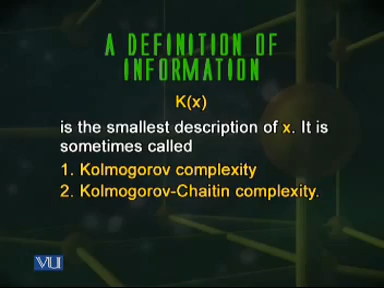 A DEFINITION OF
INFORMATION
K(x)
is the smallest description of x. It is
sometimes called
1. Kolmogorov complexity
2. Kolmogorov-Chaitin complexity.
VU